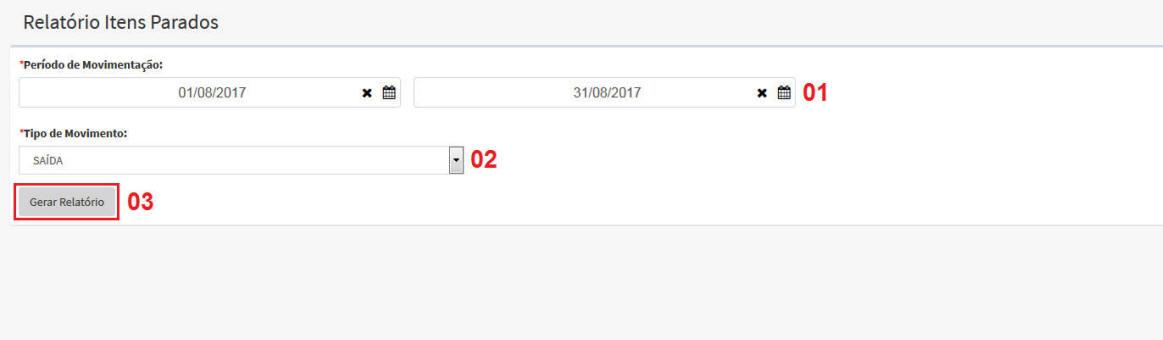 Relatório Itens Parados
*Período de Movimentação:
01/08/2017 31/08/2017 01
*Tipo de Movimento:
SAÍDA 02
Gerar Relatório 03